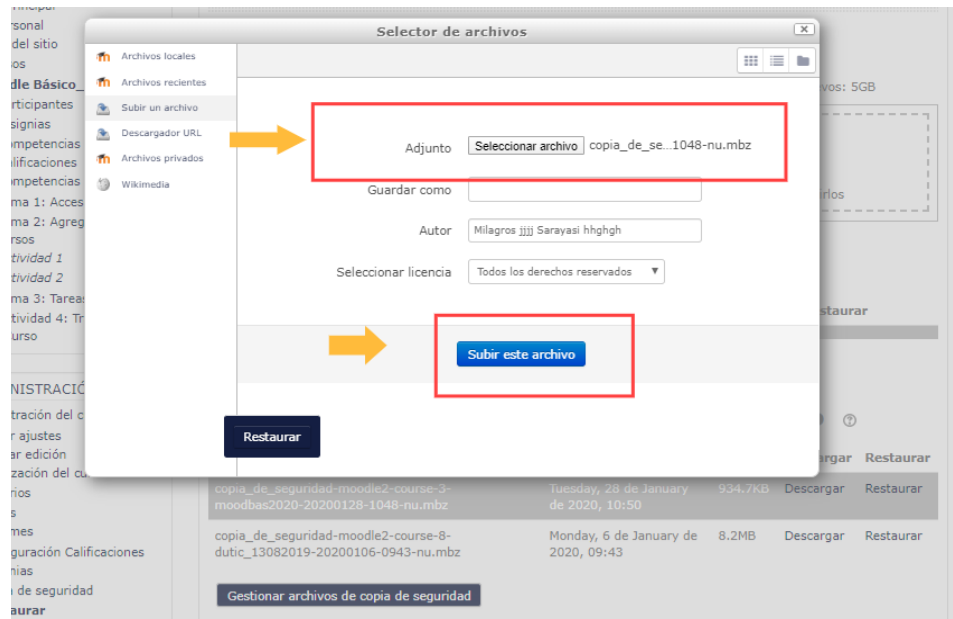 rsonal
del sitio
sos
dle Básico_
rticipantes
signias
ompetencias
lificaciones
ompetencias
ma 1: Acces
ma 2: Agreg
rsos
tividad 1
tividad 2
ma 3: Tareas
tividad 4: Tr
urso
NISTRACIÓ
tración del c
r ajustes
ar edición
zación del cu
rios
s
mes
guración Calificaciones
nias
de seguridad
aurar
Selector de archivos
x
Archivos locales
Archivos recientes
Subir un archivo
Descargador URL
Archivos privados
Wikimedia
Adjunto
Seleccionar archivo copia_de_se...1048-nu.mbz
Guardar como
Autor
Milagros jjjj Sarayasi hhghgh
Seleccionar licencia
Todos los derechos reservados
Subir este archivo
Restaurar
vos: 5GB
irlos
staurar
?
argar Restaurar
copia_de_seguridad-moodle2-course-3-
moodbas2020-20200128-1048-nu.mbz
Tuesday, 28 de January
de 2020, 10:50
934.7KB Descargar Restaurar
copia_de_seguridad-moodle2-course-8-
dutic_13082019-20200106-0943-nu.mbz
Monday, 6 de January de
2020, 09:43
8.2MB Descargar Restaurar
Gestionar archivos de copia de seguridad